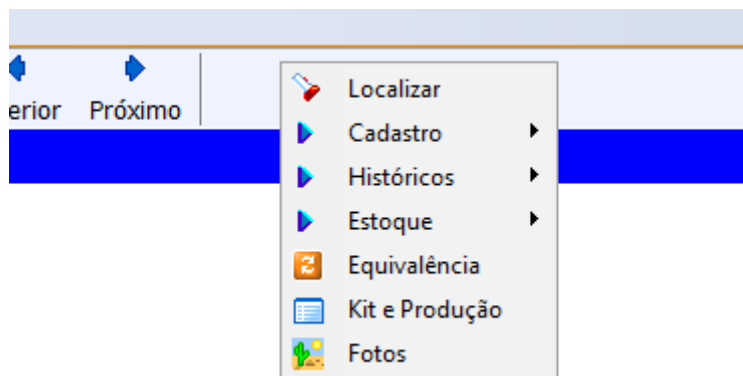 erior Próximo
Localizar
Cadastro
Históricos
Estoque
Equivalência
Kit e Produção
Fotos